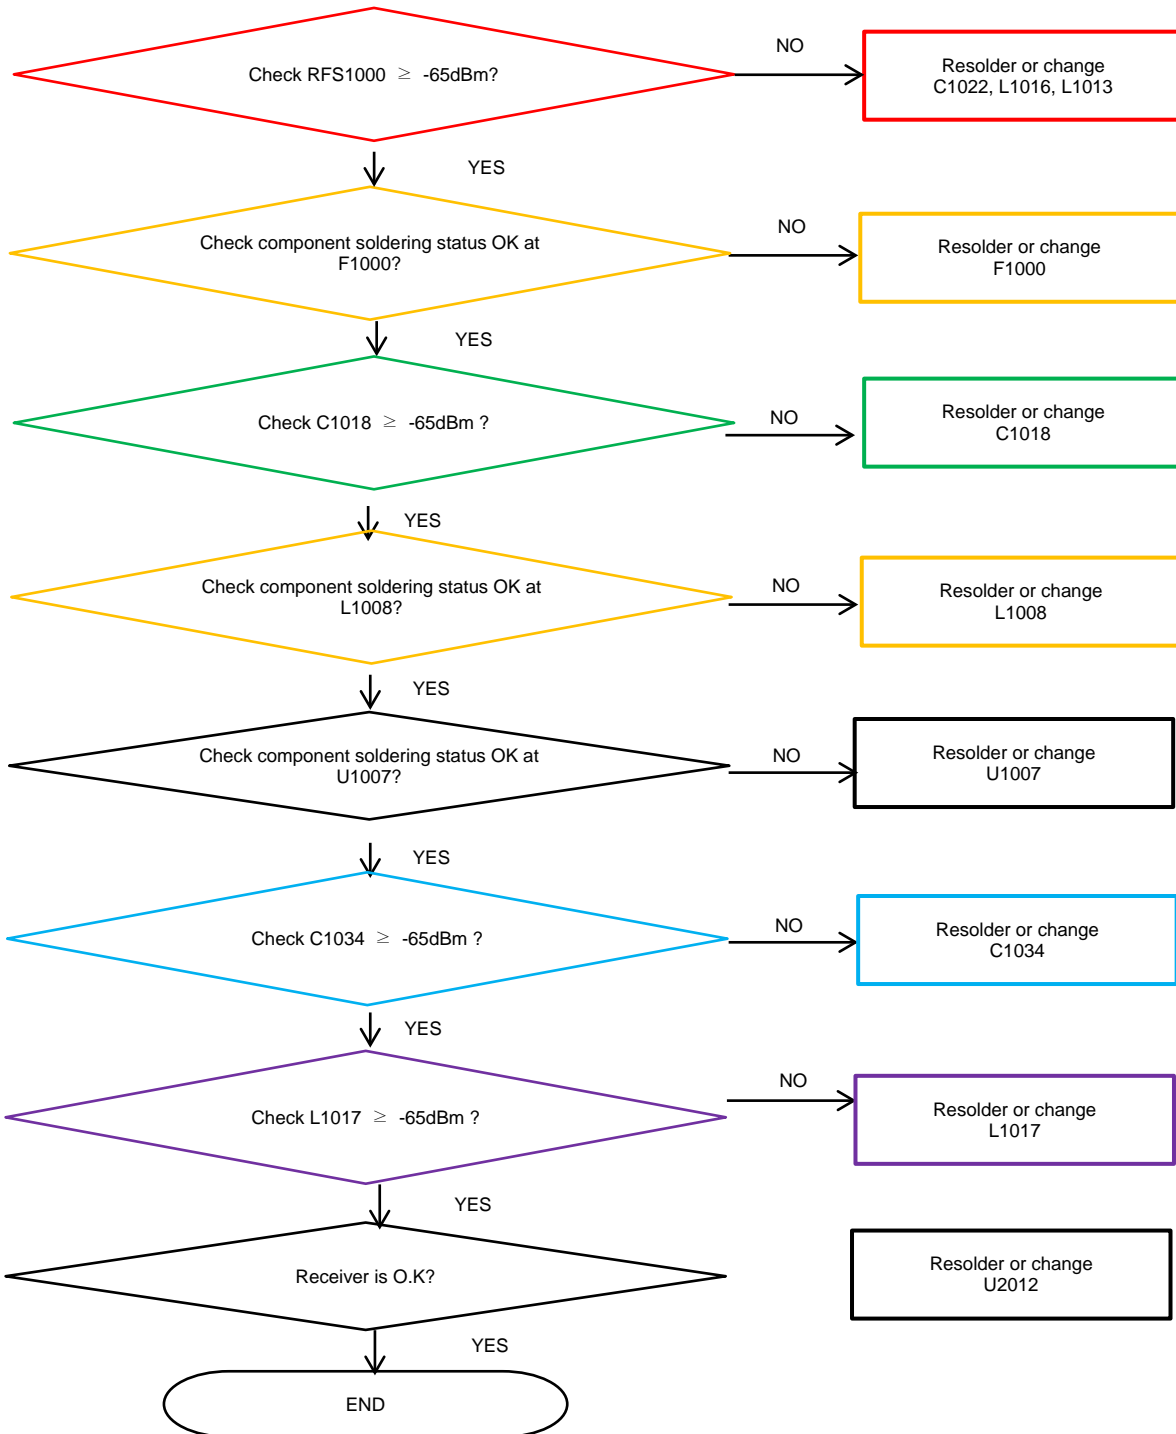 Check RFS1000 ≥ -65dBm?
NO
Resolder or change
C1022, L1016, L1013
YES
Check component soldering status OK at
F1000?
NO
Resolder or change
F1000
YES
Check C1018 ≥ -65dBm ?
NO
Resolder or change
C1018
YES
Check component soldering status OK at
L1008?
NO
Resolder or change
L1008
YES
Check component soldering status OK at
U1007?
NO
Resolder or change
U1007
YES
Check C1034 ≥ -65dBm ?
NO
Resolder or change
C1034
YES
Check L1017 ≥ -65dBm ?
NO
Resolder or change
L1017
YES
Receiver is O.K?
Resolder or change
U2012
YES
END